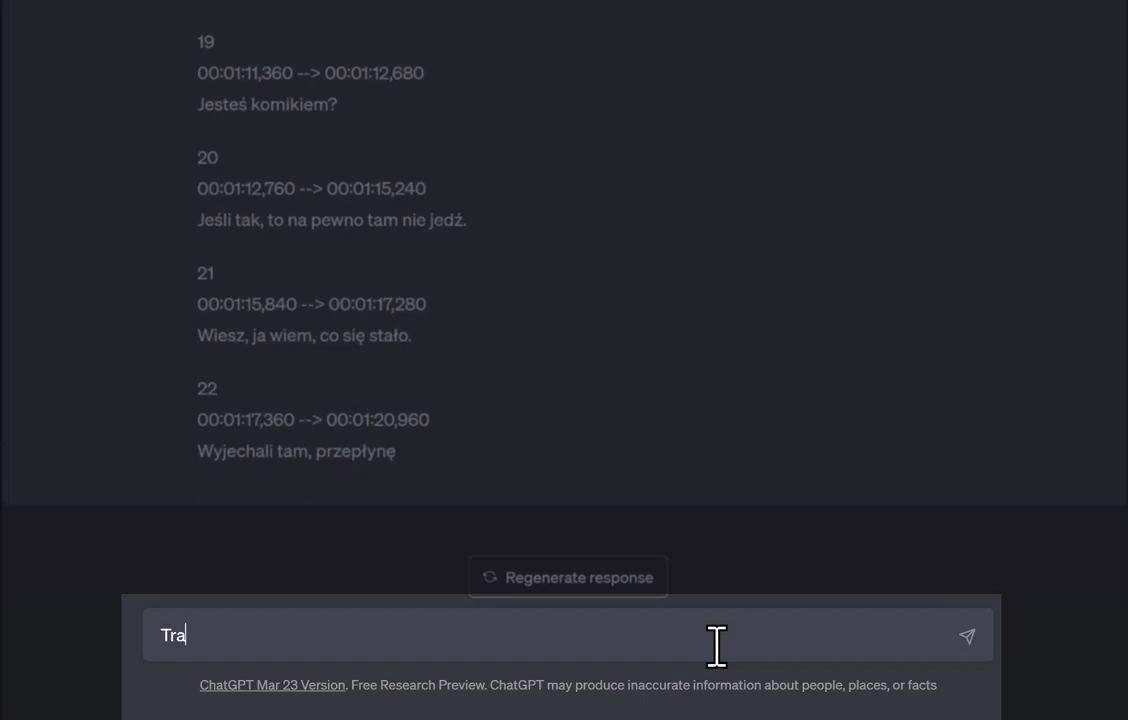 19
00:01:11,360 --> 00:01:12,680
Jesteś komikiem?
20
00:01:12,760 --> 00:01:15,240
Jeśli tak, to na pewno tam nie jedź.
21
00:01:15,840 --> 00:01:17,280
Wiesz, ja wiem, co się stało.
22
00:01:17,360 --> 00:01:20,960
Wyjechali tam, przepłynę
Regenerate response
Tra
ChatGPT Mar 23 Version. Free Research Preview. ChatGPT may produce inaccurate information about people, places, or facts